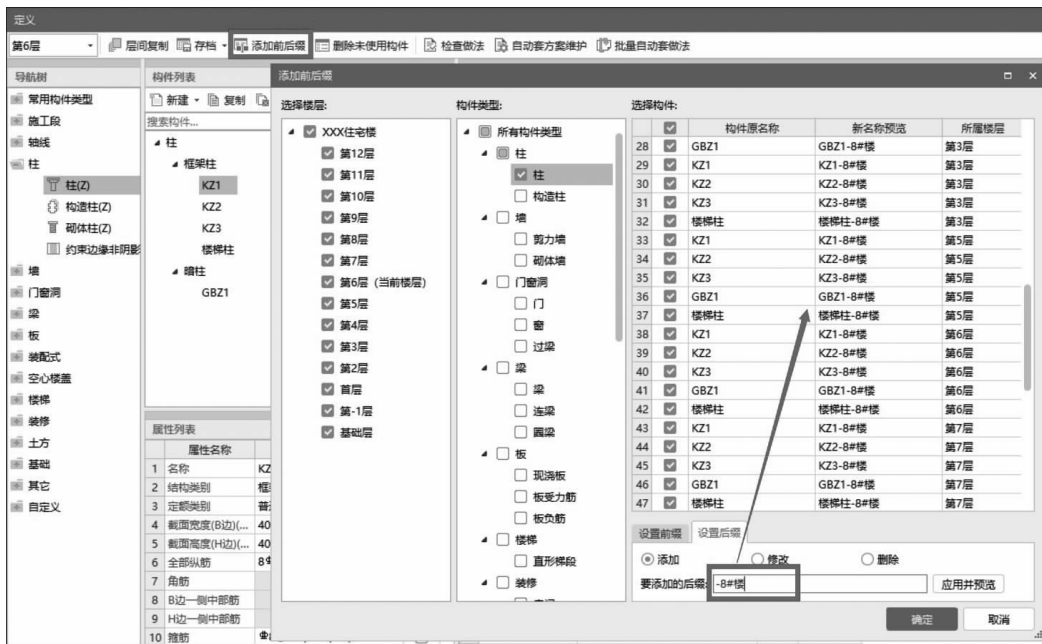 定义
第6层 层间复制 存档 添加前后缀 删除未使用构件 检查做法 自动套方案维护 批量自动套做法
导航树
常用构件类型
施工段
轴线
柱
柱(Z)
构造柱(Z)
砌体柱(Z)
约束边缘非阴影
墙
门窗洞
梁
板
装配式
空心楼盖
楼梯
装修
土方
基础
其它
自定义
构件列表
新建 复制
搜索构件...
柱
框架柱
KZ1
KZ2
KZ3
楼梯柱
暗柱
GBZ1
属性列表
属性名称
1 名称 KZ
2 结构类别
3 定额类别
4 截面宽度(B边)(... 40
5 截面高度(H边)(... 40
6 全部纵筋
7 角筋
8 B边一侧中部筋
9 H边一侧中部筋
10 箍筋
添加前后缀
选择楼层:
XXX住宅楼
第12层
第11层
第10层
第9层
第8层
第7层
第6层 (当前楼层)
第5层
第4层
第3层
第2层
首层
第-1层
基础层
构件类型:
所有构件类型
柱
柱
构造柱
墙
剪力墙
砌体墙
门窗洞
门
窗
过梁
梁
梁
连梁
圈梁
板
现浇板
板受力筋
板负筋
楼梯
直形梯段
装修
选择构件:
构件原名称 新名称预览 所属楼层
28 GBZ1 GBZ1-8#楼 第3层
29 KZ1 KZ1-8#楼 第3层
30 KZ2 KZ2-8#楼 第3层
31 KZ3 KZ3-8#楼 第3层
32 楼梯柱 楼梯柱-8#楼 第3层
33 KZ1 KZ1-8#楼 第5层
34 KZ2 KZ2-8#楼 第5层
35 KZ3 KZ3-8#楼 第5层
36 GBZ1 GBZ1-8#楼 第5层
37 楼梯柱 楼梯柱-8#楼 第5层
38 KZ1 KZ1-8#楼 第6层
39 KZ2 KZ2-8#楼 第6层
40 KZ3 KZ3-8#楼 第6层
41 GBZ1 GBZ1-8#楼 第6层
42 楼梯柱 楼梯柱-8#楼 第6层
43 KZ1 KZ1-8#楼 第7层
44 KZ2 KZ2-8#楼 第7层
45 KZ3 KZ3-8#楼 第7层
46 GBZ1 GBZ1-8#楼 第7层
47 楼梯柱 楼梯柱-8#楼 第7层
设置前缀 设置后缀
添加 修改 删除
要添加的后缀: -8#楼 应用并预览
确定 取消